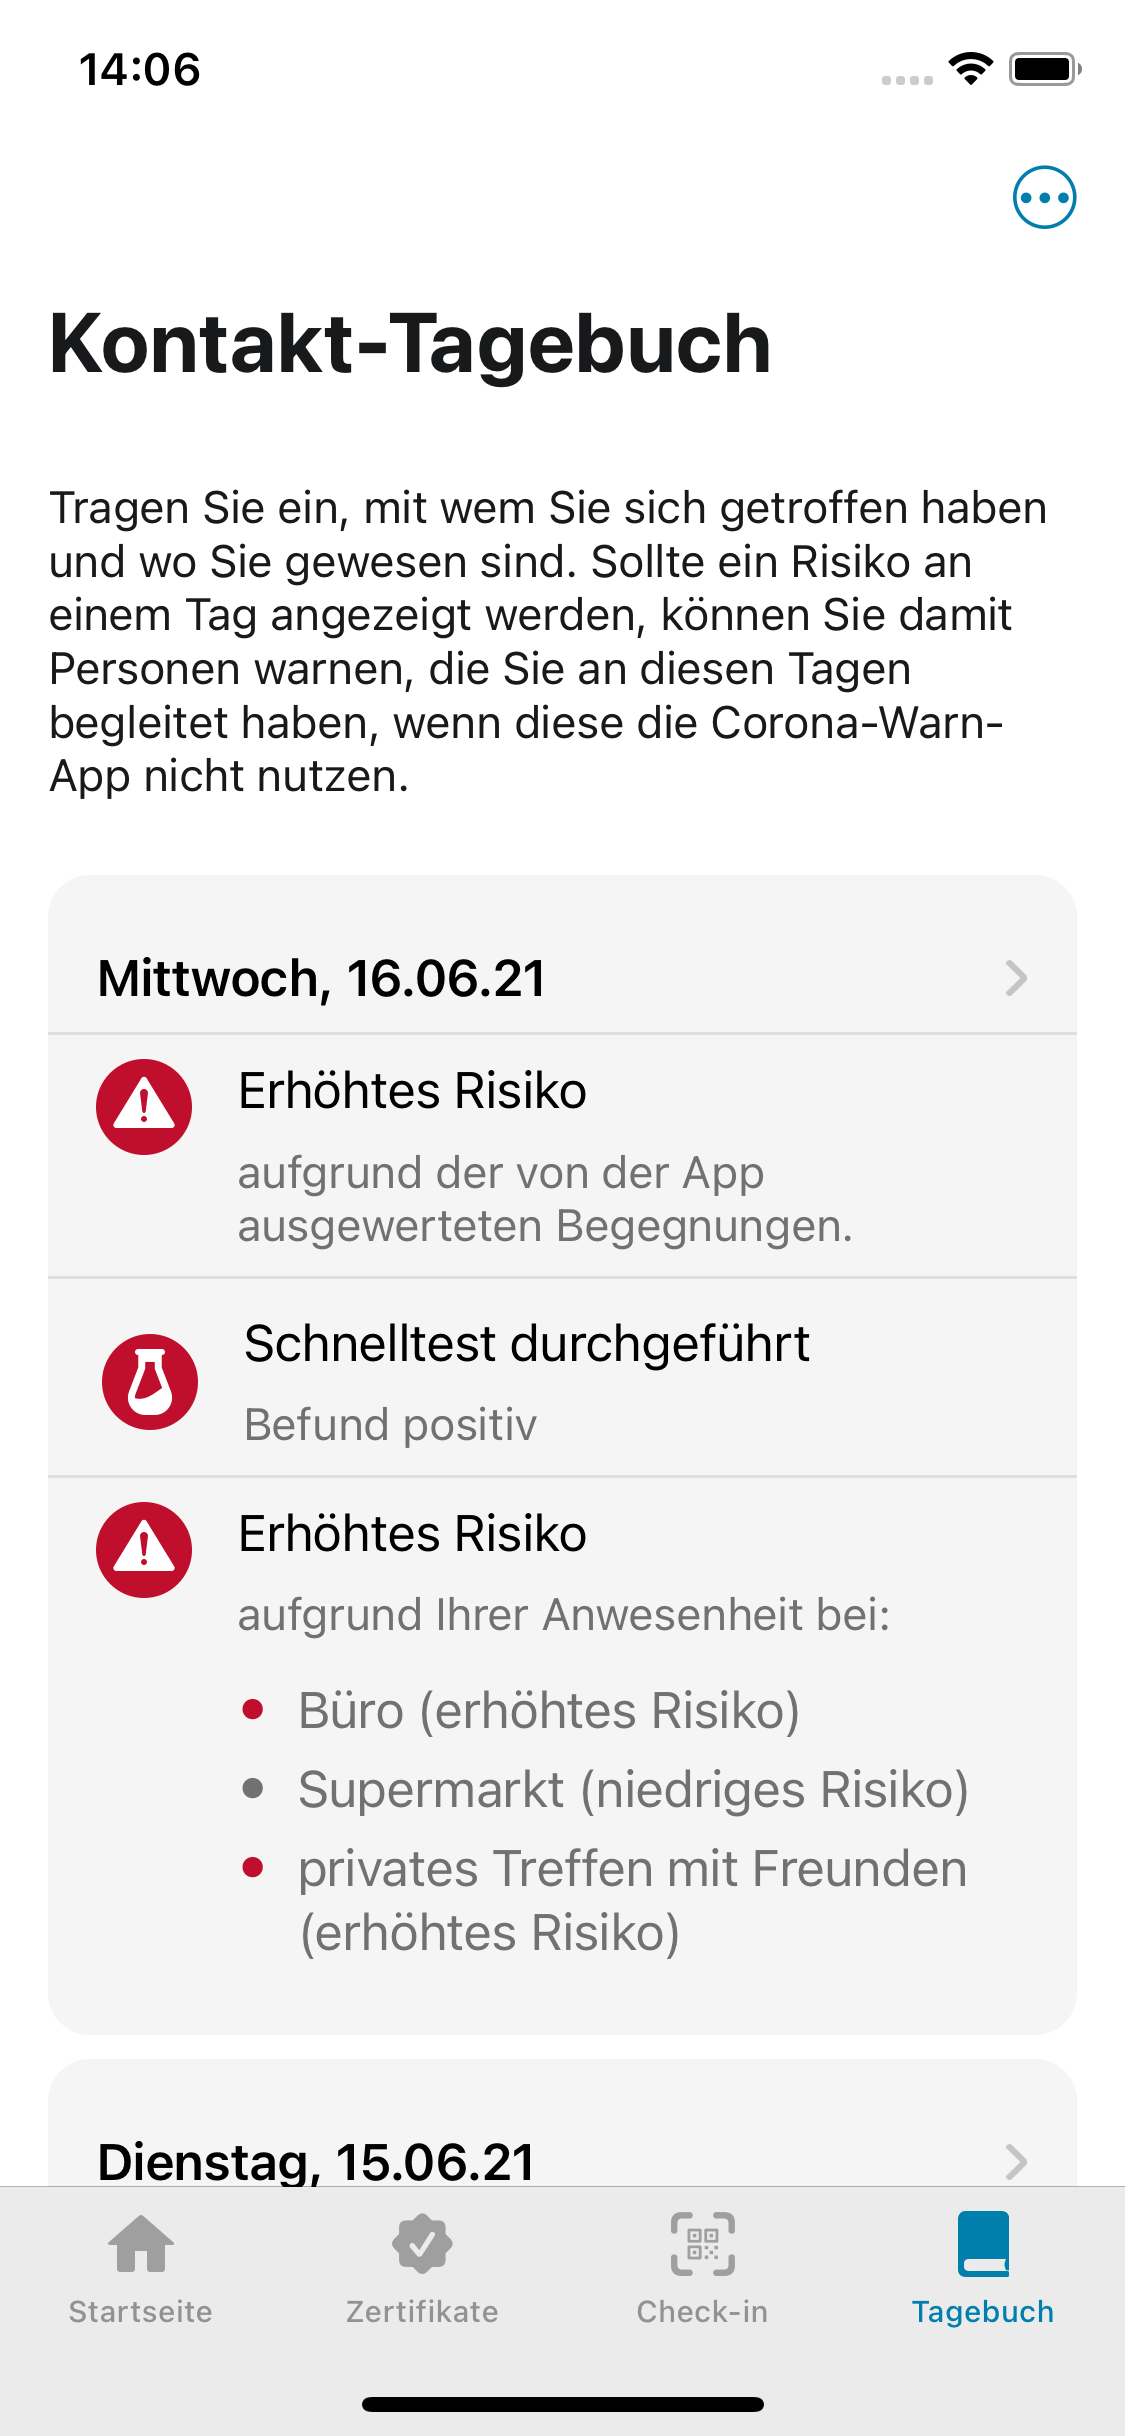 14:06
Kontakt-Tagebuch
Tragen Sie ein, mit wem Sie sich getroffen haben
und wo Sie gewesen sind. Sollte ein Risiko an
einem Tag angezeigt werden, können Sie damit
Personen warnen, die Sie an diesen Tagen
begleitet haben, wenn diese die Corona-Warn-
App nicht nutzen.
Mittwoch, 16.06.21
Erhöhtes Risiko
aufgrund der von der App
ausgewerteten Begegnungen.
Schnelltest durchgeführt
Befund positiv
Erhöhtes Risiko
aufgrund Ihrer Anwesenheit bei:
• Büro (erhöhtes Risiko)
• Supermarkt (niedriges Risiko)
• privates Treffen mit Freunden
(erhöhtes Risiko)
Dienstag, 15.06.21
Startseite
Zertifikate
Check-in
Tagebuch